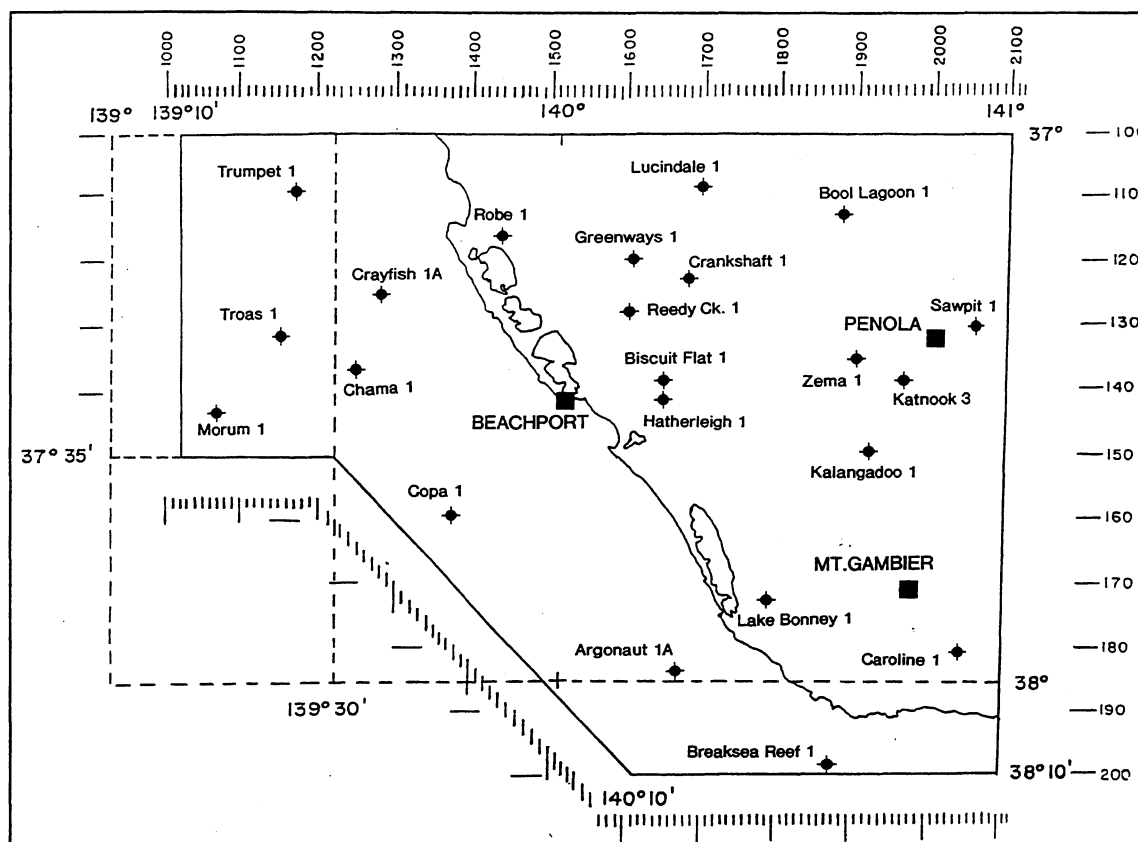 1000 1100 1200 1300 1400 1500 1600 1700 1800 1900 2000 2100
139° 139°10' 140° 141°
37° 100
Trumpet 1
Lucindale 1
Bool Lagoon 1
110
Robe 1
Greenways 1
120
Crayfish 1A
Crankshaft 1
Troas 1
Reedy Ck. 1
Sawpit 1
130
PENOLA
Biscuit Flat 1
Chama 1
Zema 1
Katnook 3
140
Morum 1
BEACHPORT
Hatherleigh 1
37°35'
150
Kalangadoo 1
Copa 1
160
MT.GAMBIER
170
Lake Bonney 1
Argonaut 1A
Caroline 1
180
38°
139°30'
190
Breaksea Reef 1
38°10' 200
140°10'